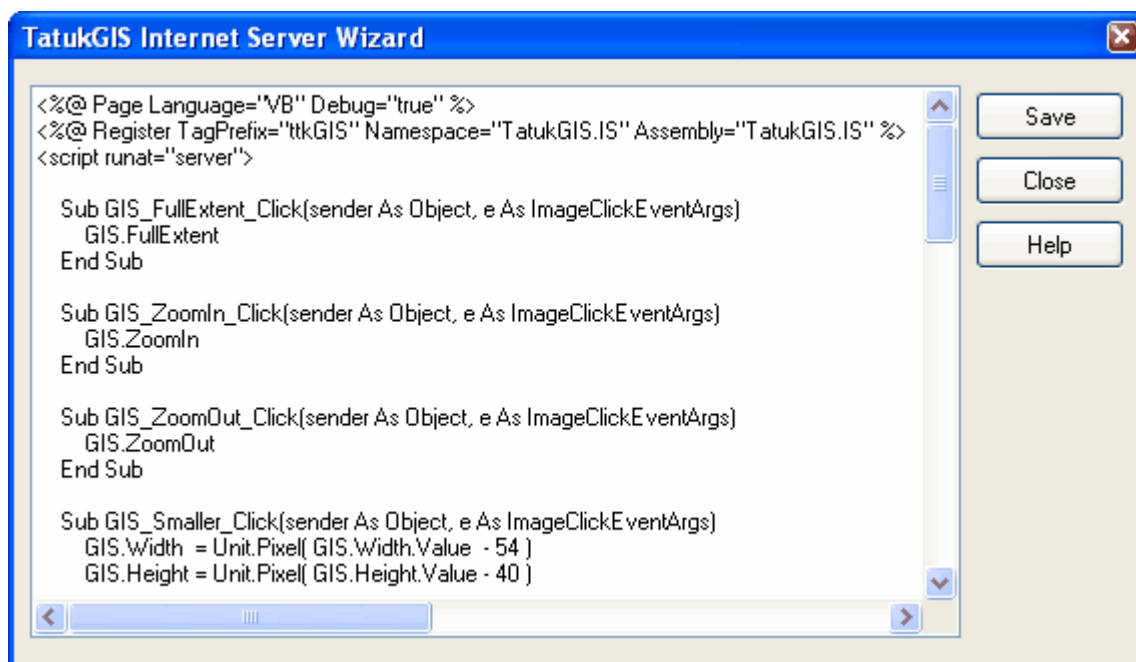 TatukGIS Internet Server Wizard
<%@ Page Language="VB" Debug="true" %>
<%@ Register TagPrefix="ttkGIS" Namespace="TatukGIS.IS" Assembly="TatukGIS.IS" %>
<script runat="server">
Sub GIS_FullExtent_Click(sender As Object, e As ImageClickEventArgs)
GIS.FullExtent
End Sub
Sub GIS_ZoomIn_Click(sender As Object, e As ImageClickEventArgs)
GIS.ZoomIn
End Sub
Sub GIS_ZoomOut_Click(sender As Object, e As ImageClickEventArgs)
GIS.ZoomOut
End Sub
Sub GIS_Smaller_Click(sender As Object, e As ImageClickEventArgs)
GIS.Width  = Unit.Pixel( GIS.Width.Value  - 54 )
GIS.Height = Unit.Pixel( GIS.Height.Value - 40 )
Save
Close
Help